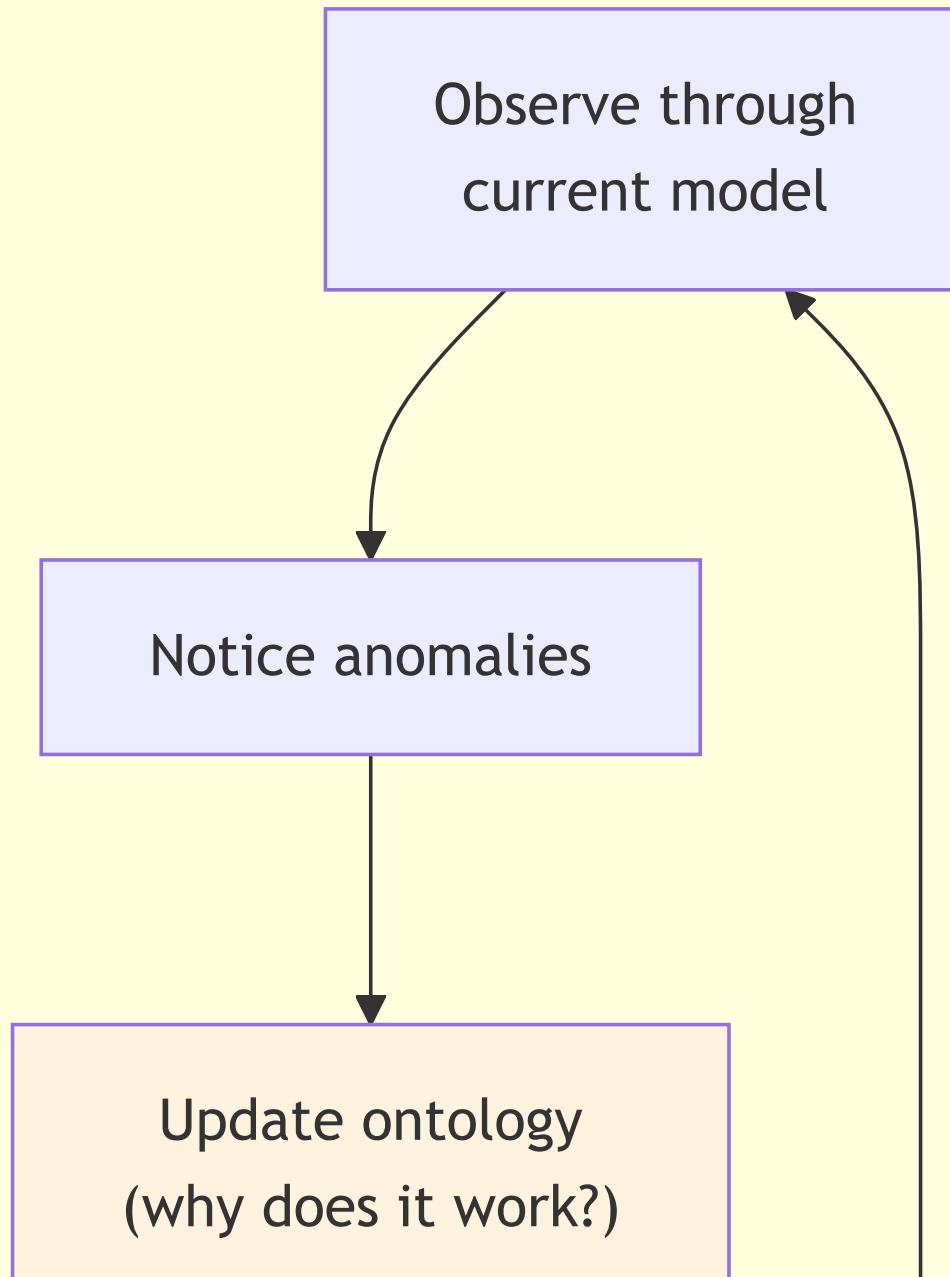 Observe through
current model
Notice anomalies
Update ontology
(why does it work?)